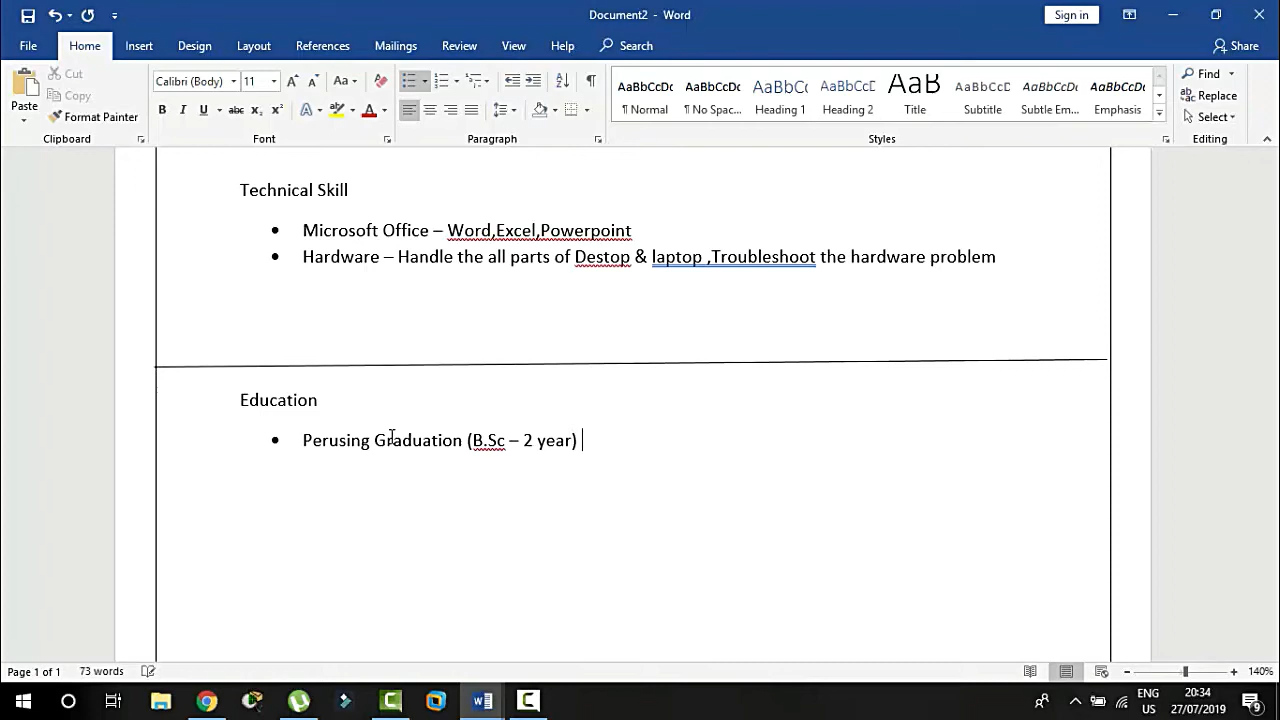 Document2 - Word
Sign in
File Home Insert Design Layout References Mailings Review View Help Search Share
Paste
Cut
Copy
Format Painter
Clipboard
Calibri (Body) 11
Font
Paragraph
AaBbCcDc AaBbCcDc AaBbCc AaBbCcD AaB AaBbCcD AaBbCcDc AaBbCcDc
¶ Normal ¶ No Spac... Heading 1 Heading 2 Title Subtitle Subtle Em... Emphasis
Styles
Find
Replace
Select
Editing
Technical Skill
• Microsoft Office – Word,Excel,Powerpoint
• Hardware – Handle the all parts of Destop & laptop ,Troubleshoot the hardware problem
Education
• Perusing Graduation (B.Sc – 2 year)
Page 1 of 1 73 words
140%
ENG
US
20:34
27/07/2019
9